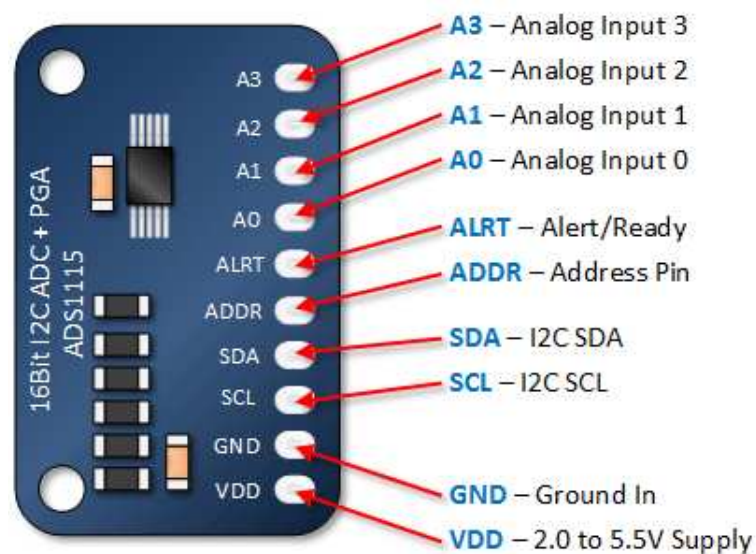 A3 – Analog Input 3
A2 – Analog Input 2
A1 – Analog Input 1
A0 – Analog Input 0
ALRT – Alert/Ready
ADDR – Address Pin
SDA – I2C SDA
SCL – I2C SCL
GND – Ground In
VDD – 2.0 to 5.5V Supply
A3
A2
A1
A0
ALRT
ADDR
SDA
SCL
GND
VDD
16Bit I2C ADC + PGA
ADS1115